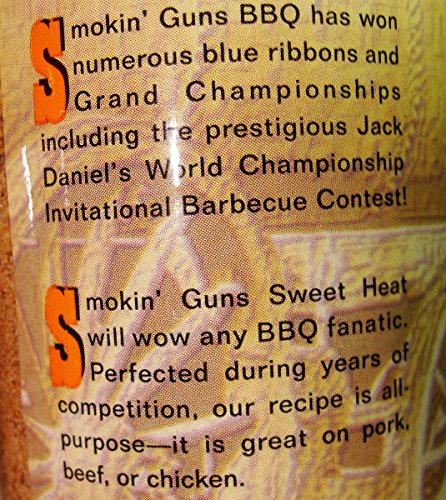 Smokin' Guns BBQ has won
numerous blue ribbons and
Grand Championships
including the prestigious Jack
Daniel's World Championship
Invitational Barbecue Contest!
Smokin' Guns Sweet Heat
will wow any BBQ fanatic.
Perfected during years of
competition, our recipe is all-
purpose—it is great on pork,
beef, or chicken.